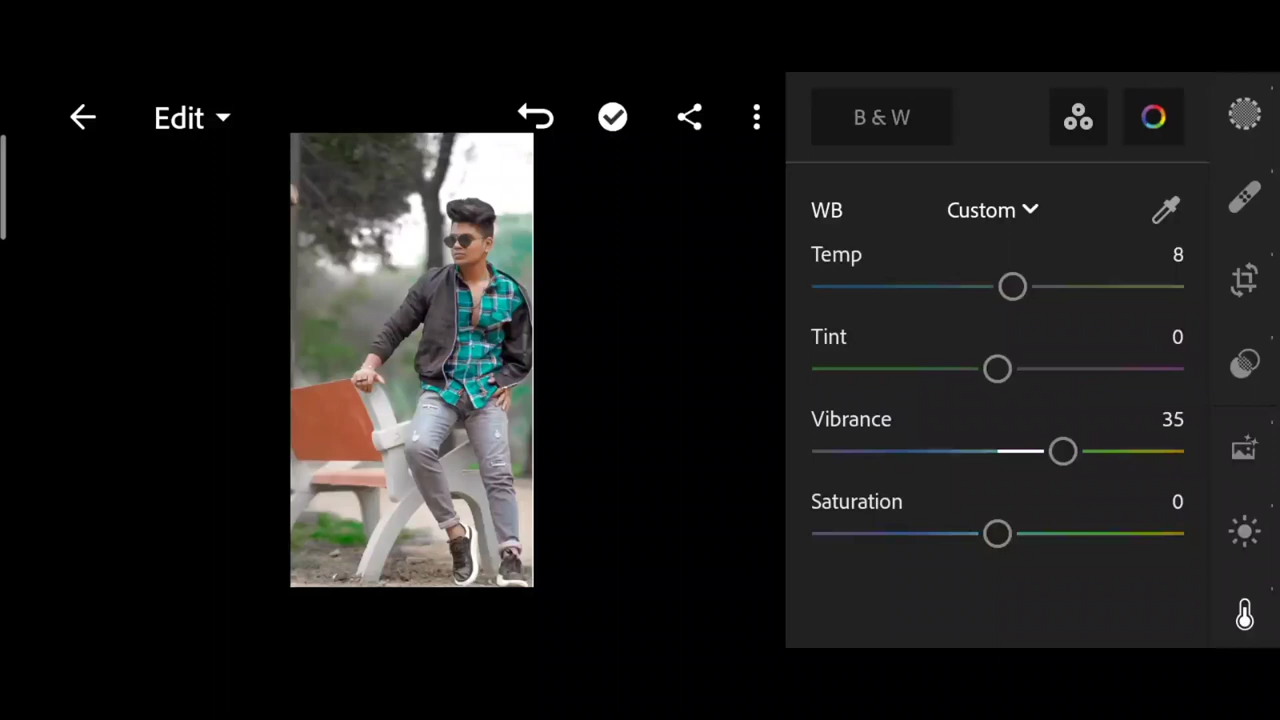 Edit
B & W
WB Custom
Temp 8
Tint 0
Vibrance 35
Saturation 0